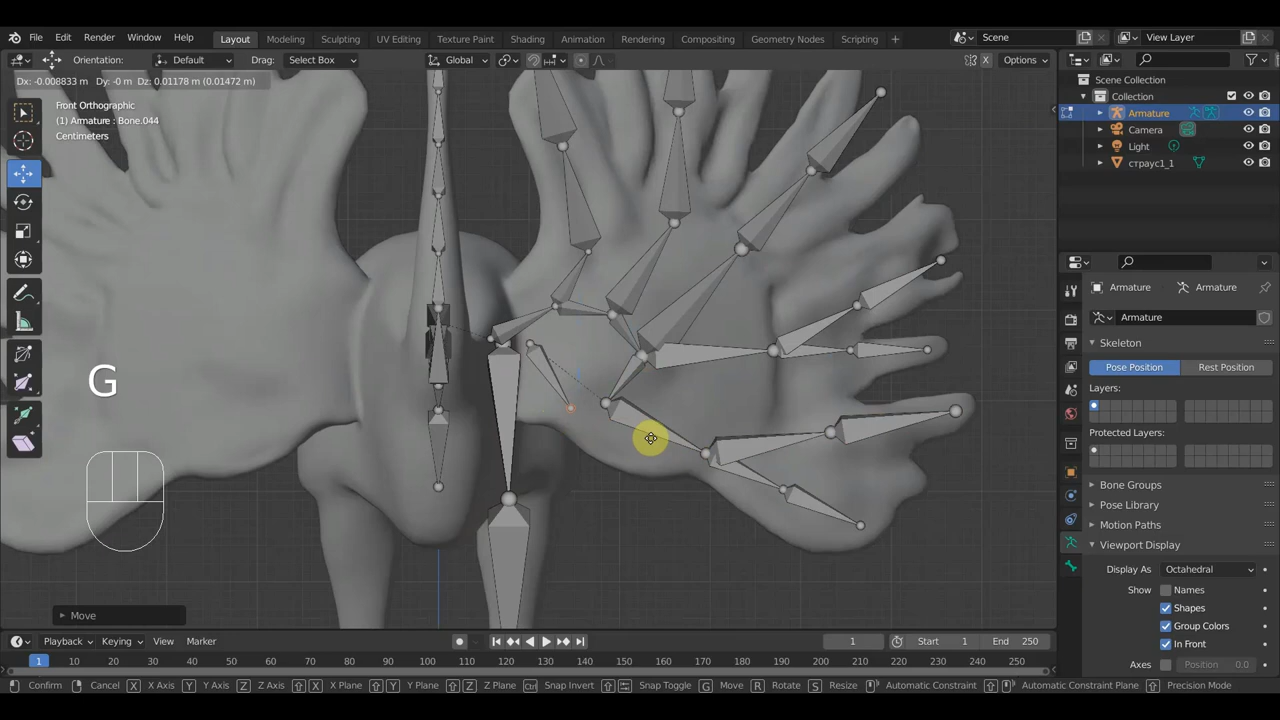 File Edit Render Window Help
Layout Modeling Sculpting UV Editing Texture Paint Shading Animation Rendering Compositing Geometry Nodes Scripting +
Scene View Layer
Orientation: Default Drag: Select Box Global X Options
Dx: -0.008833 m Dy: -0 m Dz: 0.01178 m (0.01472 m)
Front Orthographic
(1) Armature : Bone.044
Centimeters
G
Move
Scene Collection
Collection
Armature
Camera
Light
страус1_1
Armature Armature
Armature
Skeleton
Pose Position Rest Position
Layers:
Protected Layers:
Bone Groups
Pose Library
Motion Paths
Viewport Display
Display As Octahedral
Show Names
Shapes
Group Colors
In Front
Axes Position 0.0
Playback Keying View Marker 1 Start 1 End 250
1 10 20 30 40 50 60 70 80 90 100 110 120 130 140 150 160 170 180 190 200 210 220 230 240 250
Confirm Cancel X X Axis Y Y Axis Z Z Axis X X Plane Y Y Plane Z Z Plane Ctrl Snap Invert Snap Toggle G Move R Rotate S Resize Automatic Constraint Automatic Constraint Plane Precision Mode